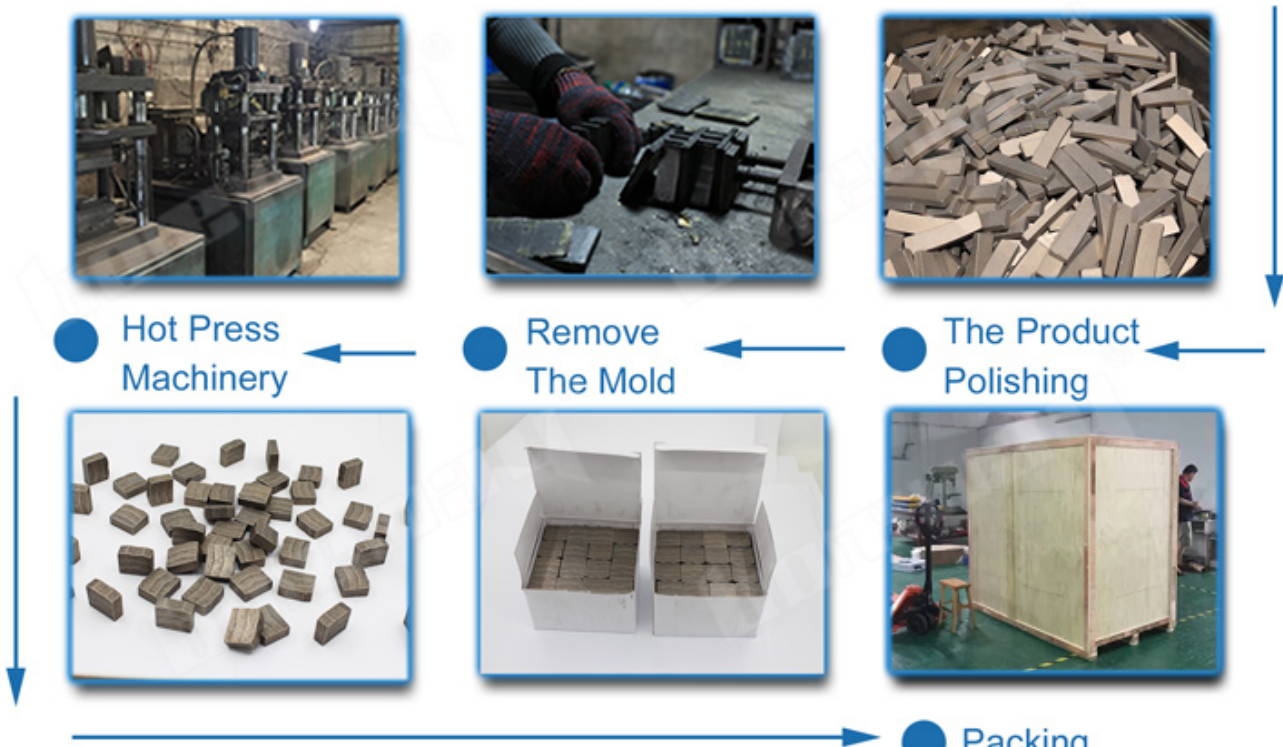 Hot Press
Machinery
Remove
The Mold
The Product
Polishing
Packing